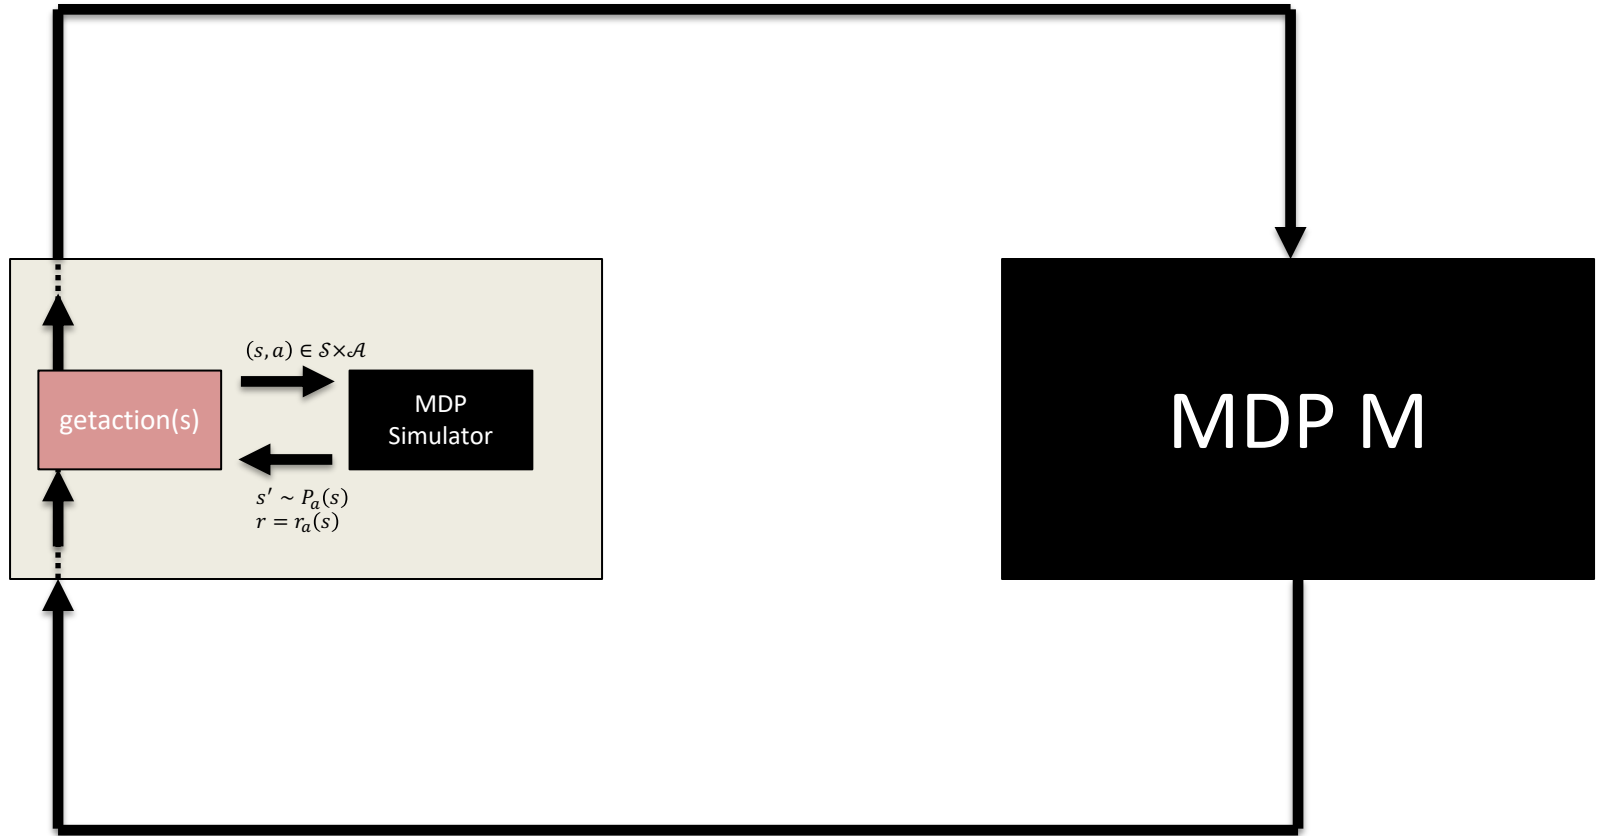 (s, a) ∈ 𝒮×𝒜
getaction(s)
MDP
Simulator
s′ ~ Pₐ(s)
r = rₐ(s)
MDP M